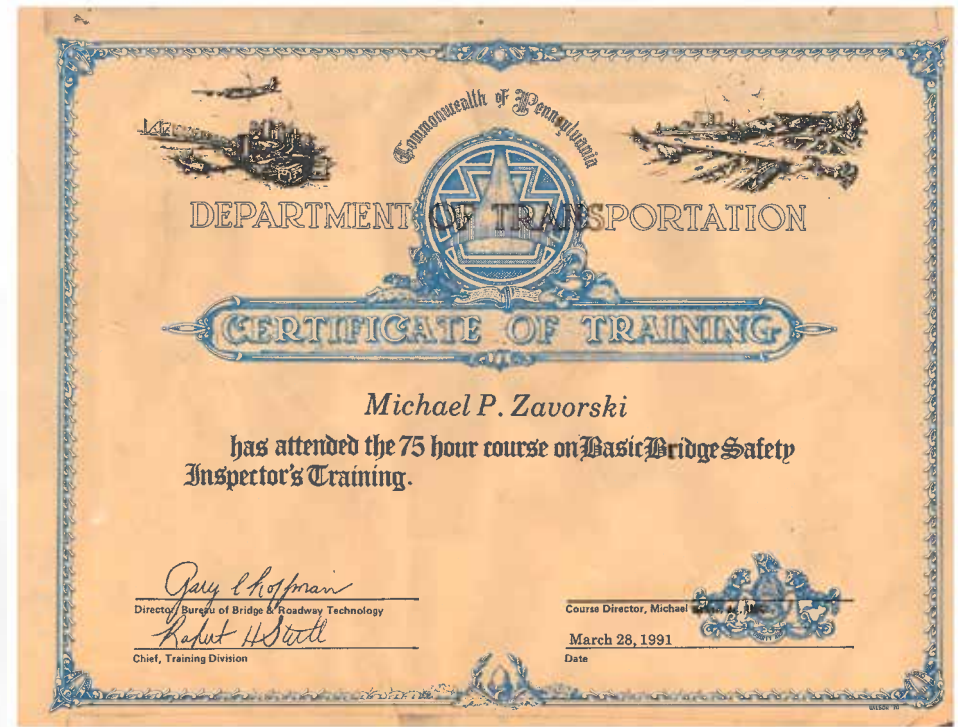 Commonwealth of Pennsylvania
DEPARTMENT OF TRANSPORTATION
CERTIFICATE OF TRAINING
Michael P. Zavorski
has attended the 75 hour course on Basic Bridge Safety
Inspector's Training.
Gary L Hoffman
Director, Bureau of Bridge & Roadway Technology
Chief, Training Division
Course Director, Michael
March 28, 1991
Date